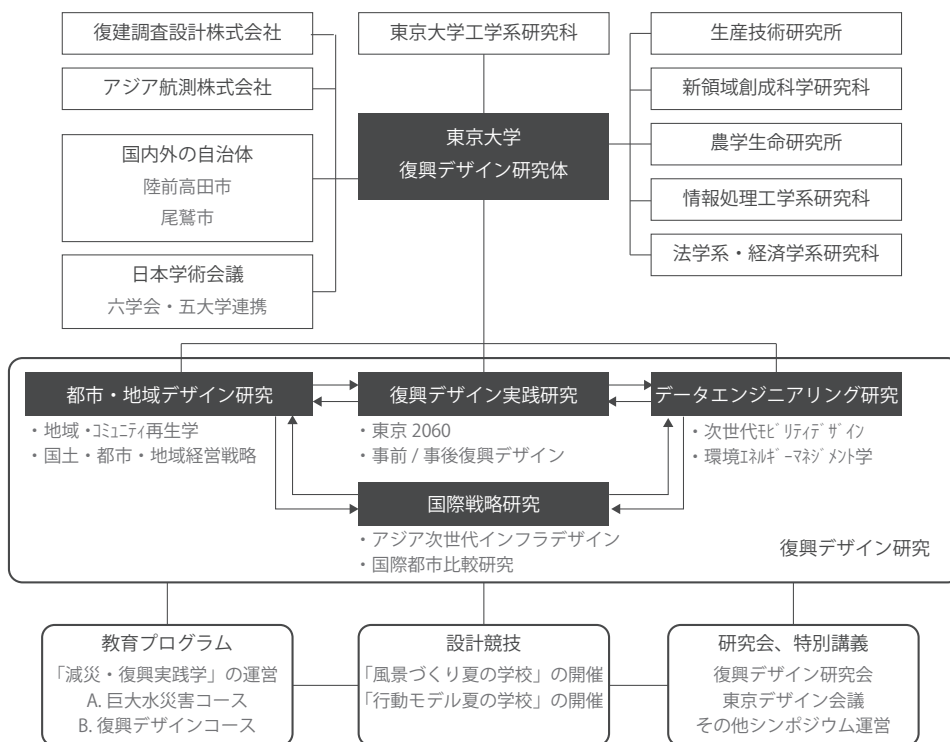 復建調査設計株式会社
アジア航測株式会社
国内外の自治体
陸前高田市
尾鷲市
日本学術会議
六学会・五大学連携
東京大学工学系研究科
東京大学
復興デザイン研究体
生産技術研究所
新領域創成科学研究科
農学生命研究所
情報処理工学系研究科
法学系・経済学系研究科
都市・地域デザイン研究
・地域・ｺﾐｭﾆﾃｨ再生学
・国土・都市・地域経営戦略
復興デザイン実践研究
・東京 2060
・事前 / 事後復興デザイン
データエンジニアリング研究
・次世代ﾓﾋﾞﾘﾃｨﾃﾞｻﾞｲﾝ
・環境ｴﾈﾙｷﾞｰﾏﾈｼﾞﾒﾝﾄ学
国際戦略研究
・アジア次世代インフラデザイン
・国際都市比較研究
復興デザイン研究
教育プログラム
「減災・復興実践学」の運営
A. 巨大水災害コース
B. 復興デザインコース
設計競技
「風景づくり夏の学校」の開催
「行動モデル夏の学校」の開催
研究会、特別講義
復興デザイン研究会
東京デザイン会議
その他シンポジウム運営